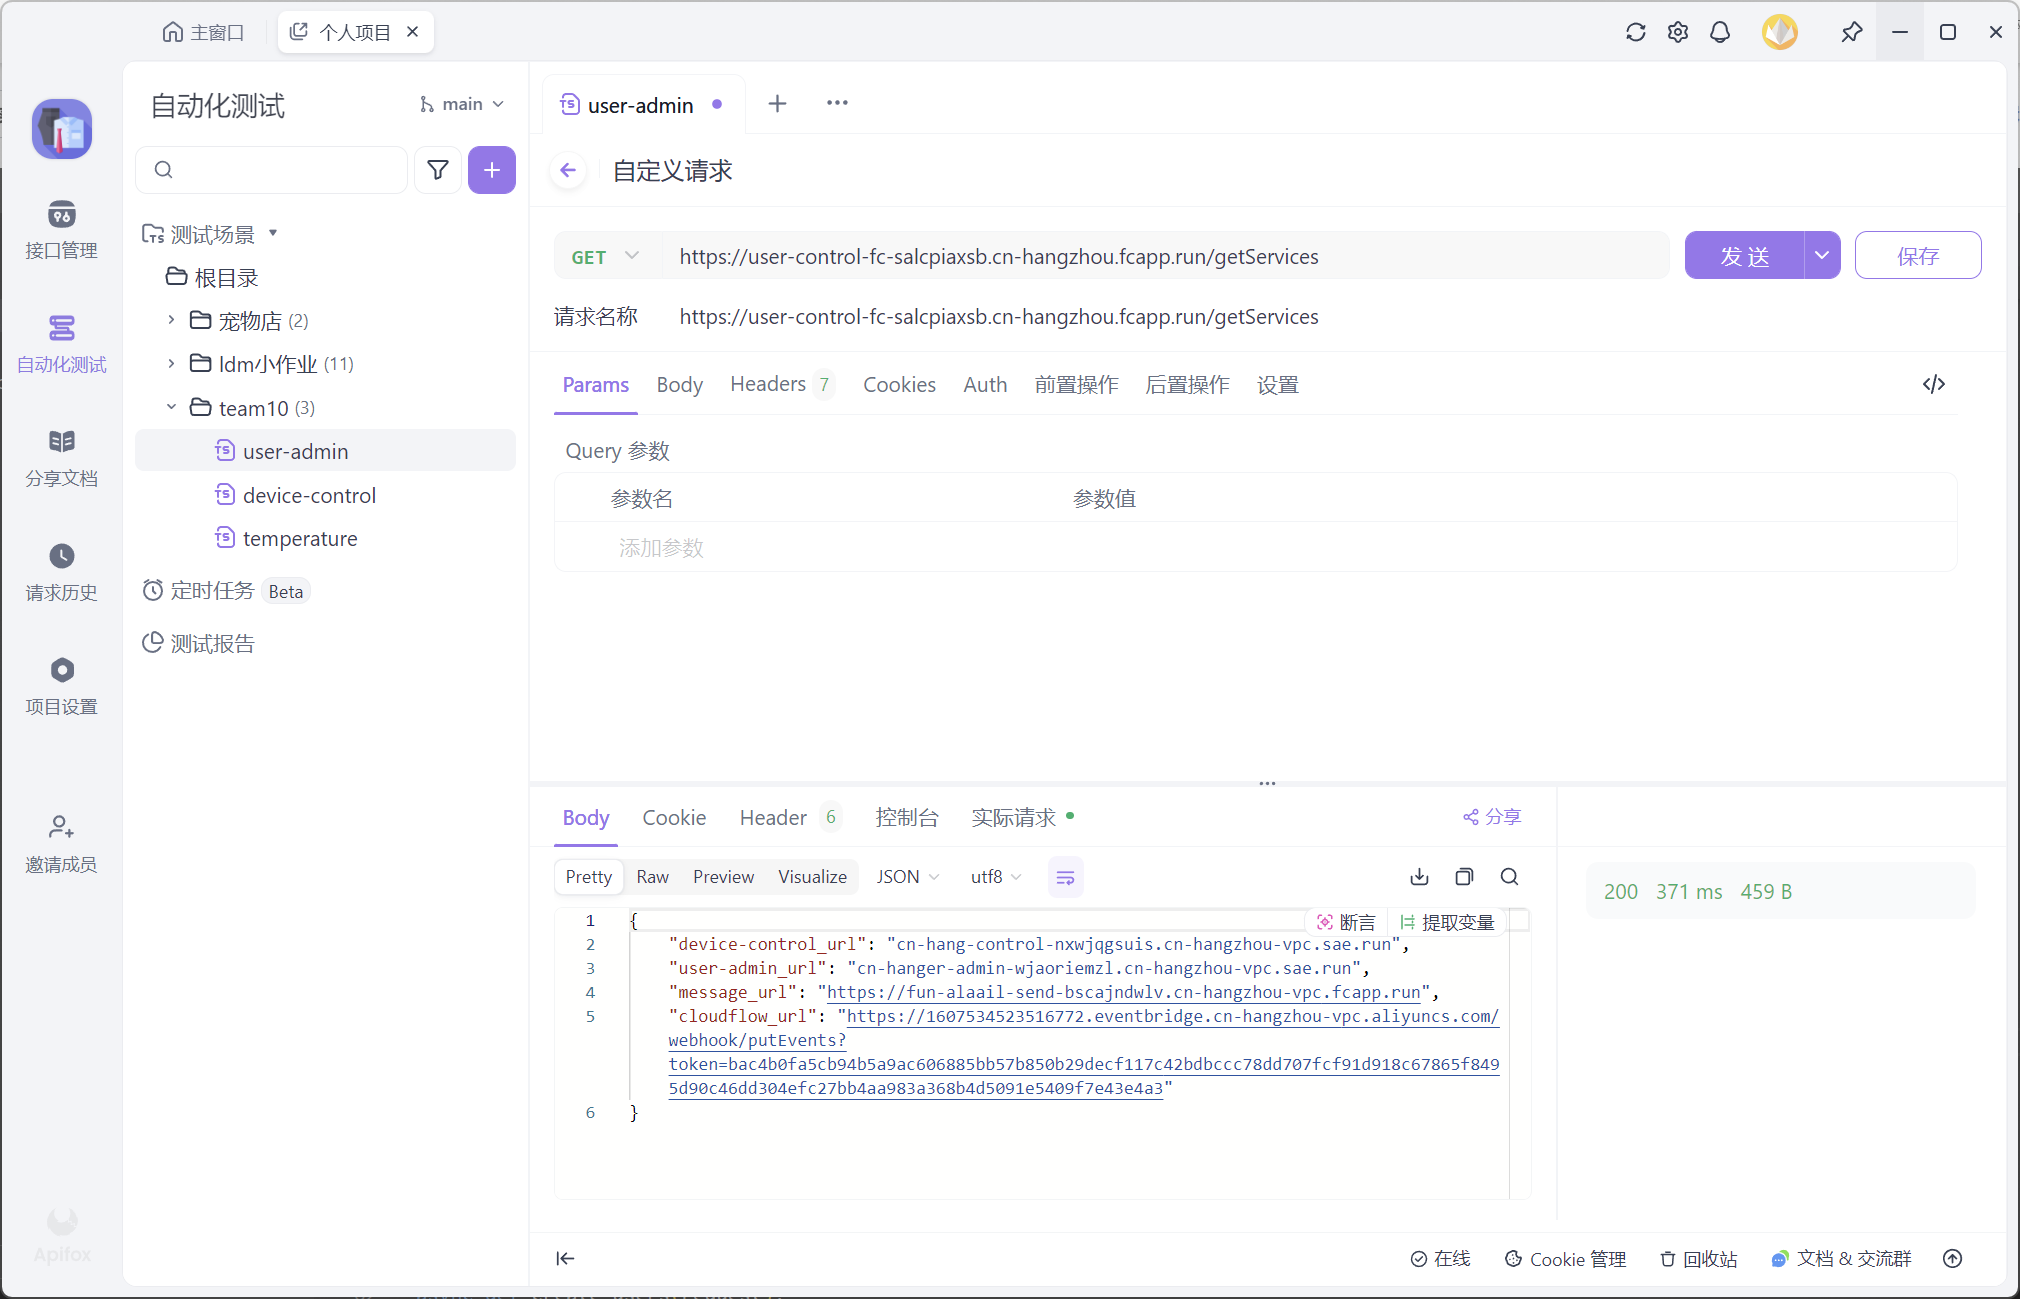 主窗口
个人项目
自动化测试
main
接口管理
自动化测试
分享文档
请求历史
项目设置
邀请成员
Apifox
测试场景
根目录
宠物店 (2)
ldm小作业 (11)
team10 (3)
user-admin
device-control
temperature
定时任务 Beta
测试报告
user-admin
自定义请求
GET https://user-control-fc-salcpiaxsb.cn-hangzhou.fcapp.run/getServices
发 送
保存
请求名称 https://user-control-fc-salcpiaxsb.cn-hangzhou.fcapp.run/getServices
Params Body Headers 7 Cookies Auth 前置操作 后置操作 设置
Query 参数
参数名 参数值
添加参数
Body Cookie Header 6 控制台 实际请求
分享
Pretty Raw Preview Visualize JSON utf8
200 371 ms 459 B
断言 提取变量
1 {
2 "device-control_url": "cn-hang-control-nxwjqgsuis.cn-hangzhou-vpc.sae.run",
3 "user-admin_url": "cn-hanger-admin-wjaoriemzl.cn-hangzhou-vpc.sae.run",
4 "message_url": "https://fun-alaail-send-bscajndwlv.cn-hangzhou-vpc.fcapp.run",
5 "cloudflow_url": "https://1607534523516772.eventbridge.cn-hangzhou-vpc.aliyuncs.com/
webhook/putEvents?
token=bac4b0fa5cb94b5a9ac606885bb57b850b29decf117c42bdbccc78dd707fcf91d918c67865f849
5d90c46dd304efc27bb4aa983a368b4d5091e5409f7e43e4a3"
6 }
在线 Cookie 管理 回收站 文档 & 交流群